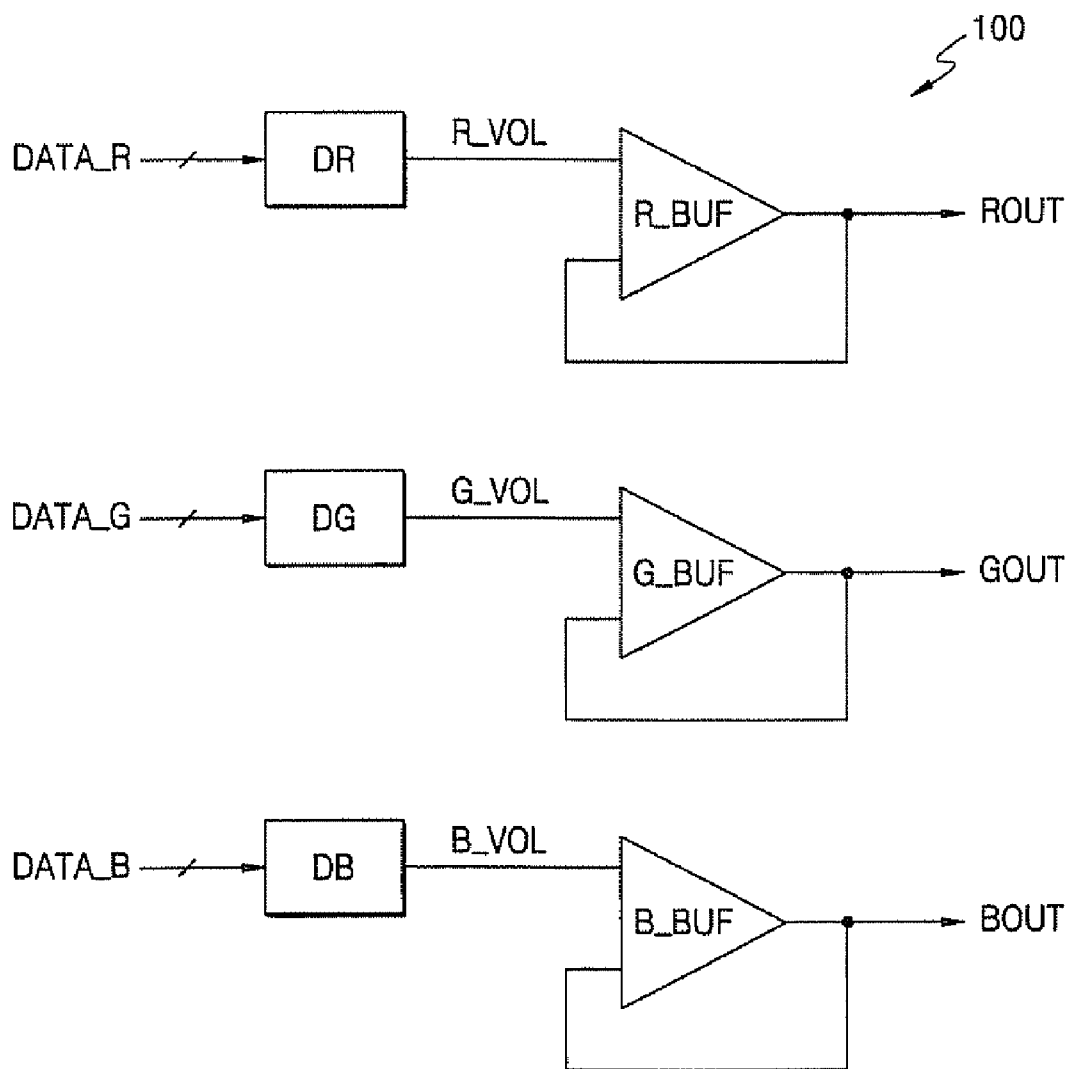 100
DATA_R
DR
R_VOL
R_BUF
ROUT
DATA_G
DG
G_VOL
G_BUF
GOUT
DATA_B
DB
B_VOL
B_BUF
BOUT